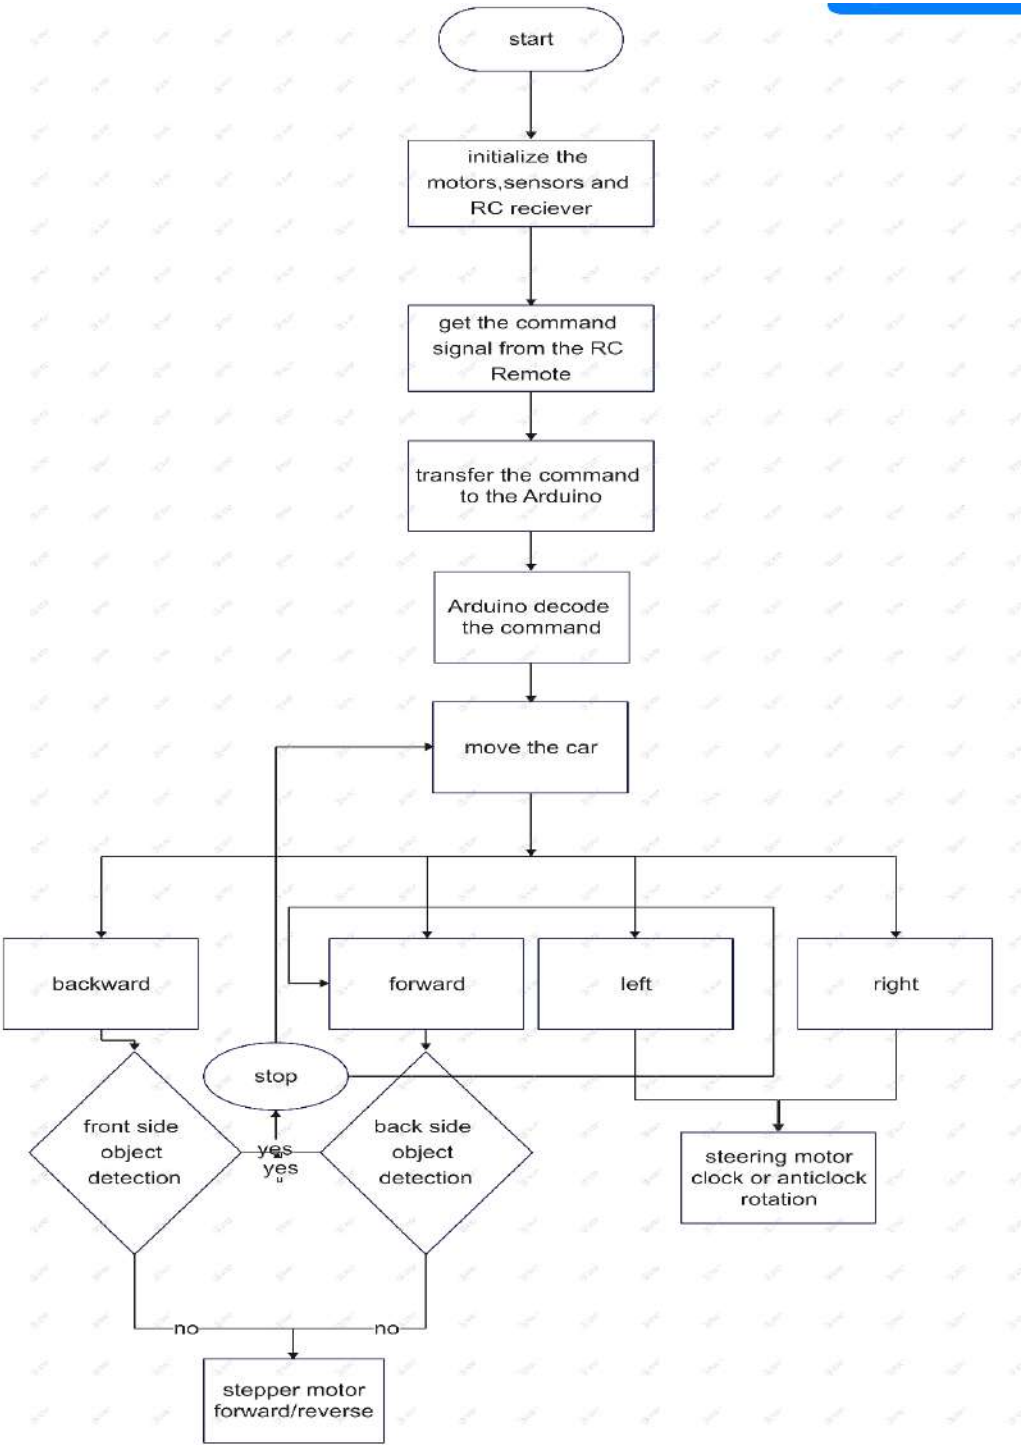 start
initialize the
motors,sensors and
RC reciever
get the command
signal from the RC
Remote
transfer the command
to the Arduino
Arduino decode
the command
move the car
backward
forward
left
right
stop
front side
object
detection
yes
yes
back side
object
detection
steering motor
clock or anticlock
rotation
no
no
stepper motor
forward/reverse